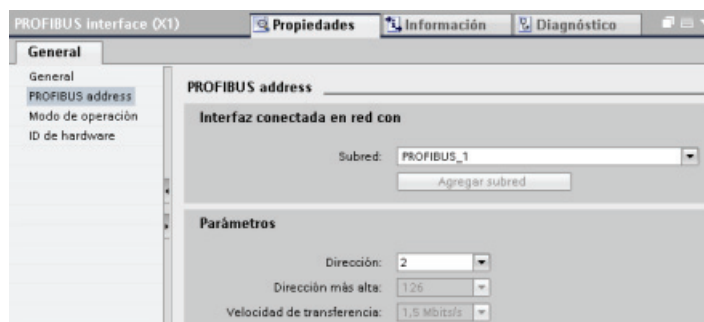 PROFIBUS interface (X1) Propiedades Información Diagnóstico
General
General
PROFIBUS address
Modo de operación
ID de hardware
PROFIBUS address
Interfaz conectada en red con
Subred: PROFIBUS_1
Agregar subred
Parámetros
Dirección: 2
Dirección más alta: 126
Velocidad de transferencia: 1,5 Mbits/s